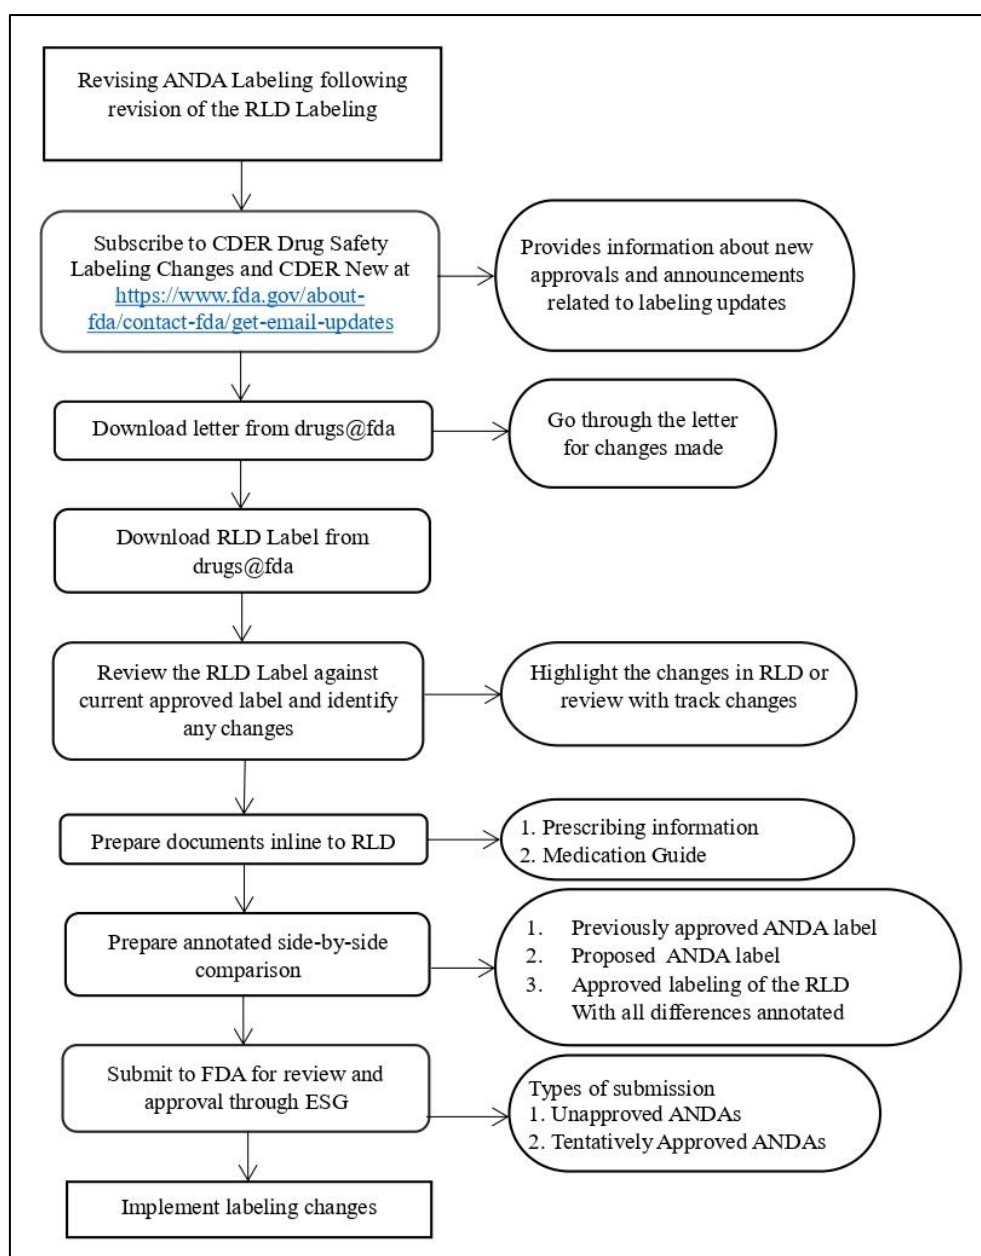 Revising ANDA Labeling following
revision of the RLD Labeling
Subscribe to CDER Drug Safety
Labeling Changes and CDER New at
https://www.fda.gov/about-
fda/contact-fda/get-email-updates
Provides information about new
approvals and announcements
related to labeling updates
Download letter from drugs@fda
Go through the letter
for changes made
Download RLD Label from
drugs@fda
Review the RLD Label against
current approved label and identify
any changes
Highlight the changes in RLD or
review with track changes
Prepare documents inline to RLD
1. Prescribing information
2. Medication Guide
Prepare annotated side-by-side
comparison
1. Previously approved ANDA label
2. Proposed ANDA label
3. Approved labeling of the RLD
With all differences annotated
Submit to FDA for review and
approval through ESG
Types of submission
1. Unapproved ANDAs
2. Tentatively Approved ANDAs
Implement labeling changes